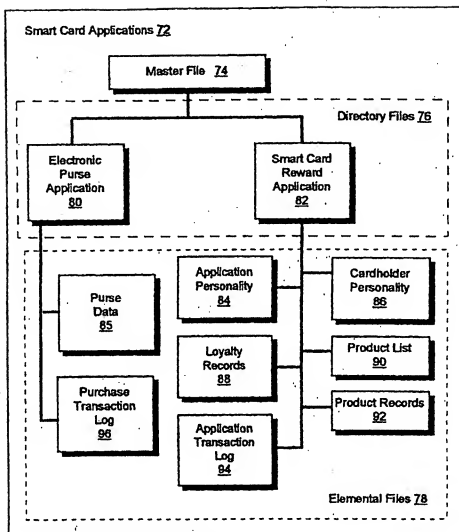 Smart Card Applications 72
Master File 74
Directory Files 76
Electronic
Purse
Application
80
Smart Card
Reward
Application
82
Application
Personality
84
Cardholder
Personality
86
Purse
Data
85
Loyalty
Records
88
Product List
90
Purchase
Transaction
Log
96
Application
Transaction
Log
94
Product Records
92
Elemental Files 78